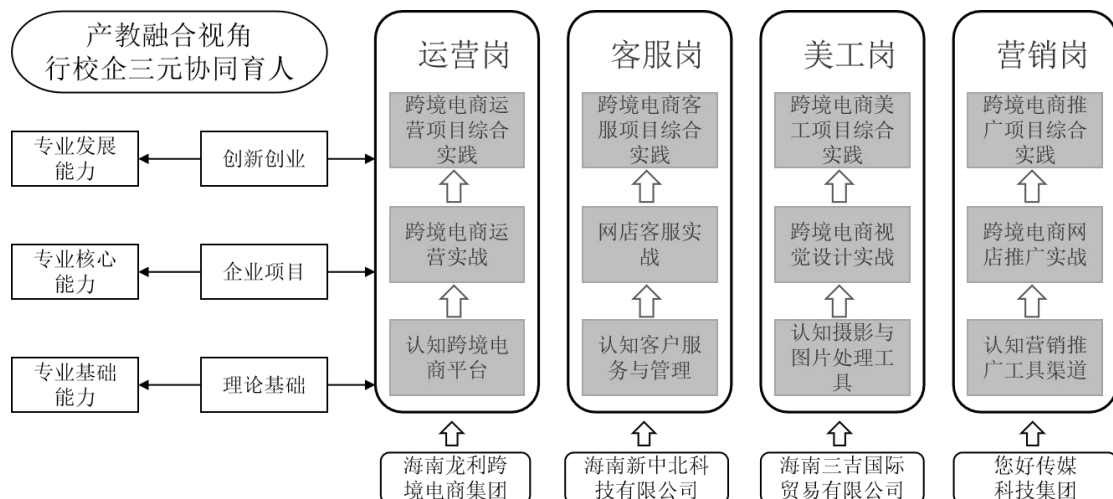 产教融合视角
行校企三元协同育人
专业发展
能力
创新创业
专业核心
能力
企业项目
专业基础
能力
理论基础
运营岗
跨境电商运
营项目综合
实践
跨境电商运
营实战
认知跨境电
商平台
海南龙利跨
境电商集团
客服岗
跨境电商客
服项目综合
实践
网店客服实
战
认知客户服
务与管理
海南新中北科
技有限公司
美工岗
跨境电商美
工项目综合
实践
跨境电商视
觉设计实战
认知摄影与
图片处理工
具
海南三吉国际
贸易有限公司
营销岗
跨境电商推
广项目综合
实践
跨境电商网
店推广实战
认知营销推
广工具渠道
您好传媒
科技集团